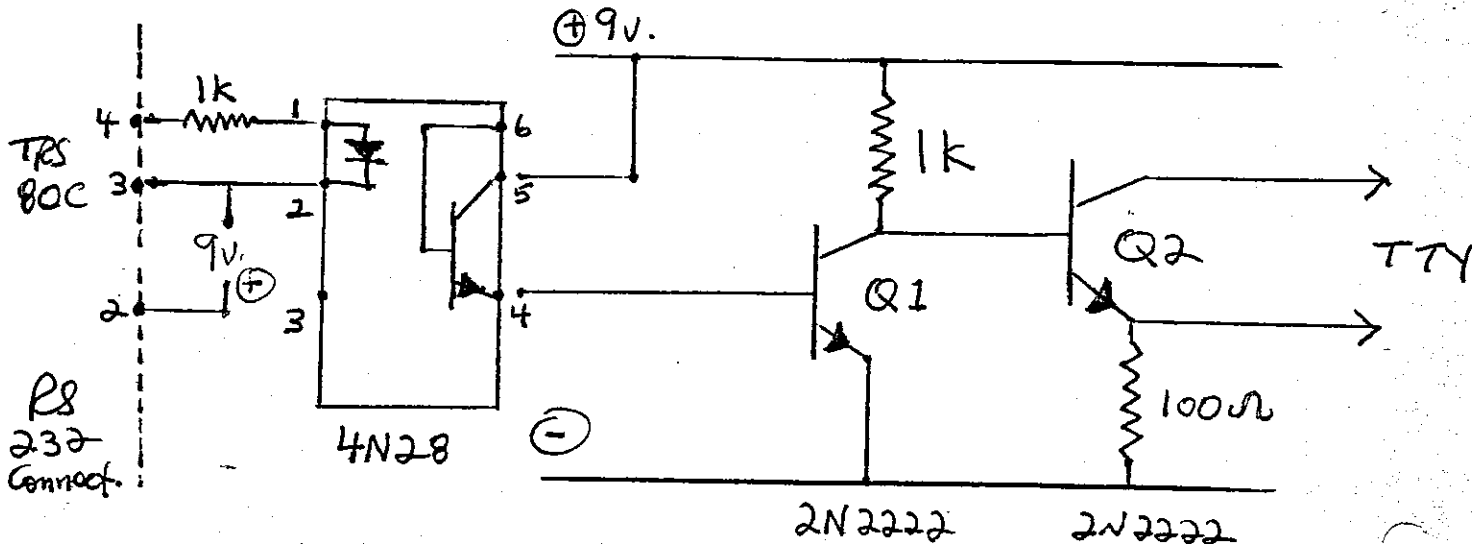 ⊕ 9v.
1k
4
1
6
TRS
80C
3
2
5
1k
9v.
⊕
2
3
4
Q1
Q2
TTY
RS
232
Connect.
4N28
⊖
100Ω
2N2222
2N2222